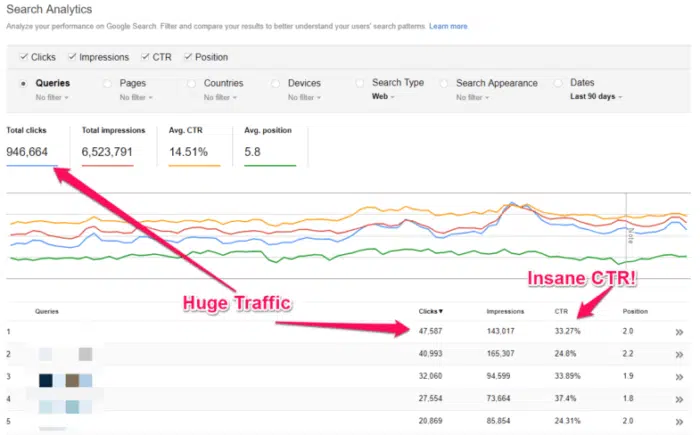 Search Analytics
Analyze your performance on Google Search. Filter and compare your results to better understand your users' search patterns. Learn more.
Clicks Impressions CTR Position
Queries Pages Countries Devices Search Type Search Appearance Dates
No filter No filter No filter No filter Web No filter Last 90 days
Total clicks Total impressions Avg. CTR Avg. position
946,664 6,523,791 14.51% 5.8
Note
Insane CTR!
Huge Traffic
Queries Clicks▼ Impressions CTR Position
1 47,587 143,017 33.27% 2.0 »
2 40,993 165,307 24.8% 2.2 »
3 32,060 94,599 33.89% 1.9 »
4 27,554 73,664 37.4% 1.8 »
5 20,869 85,854 24.31% 2.0 »